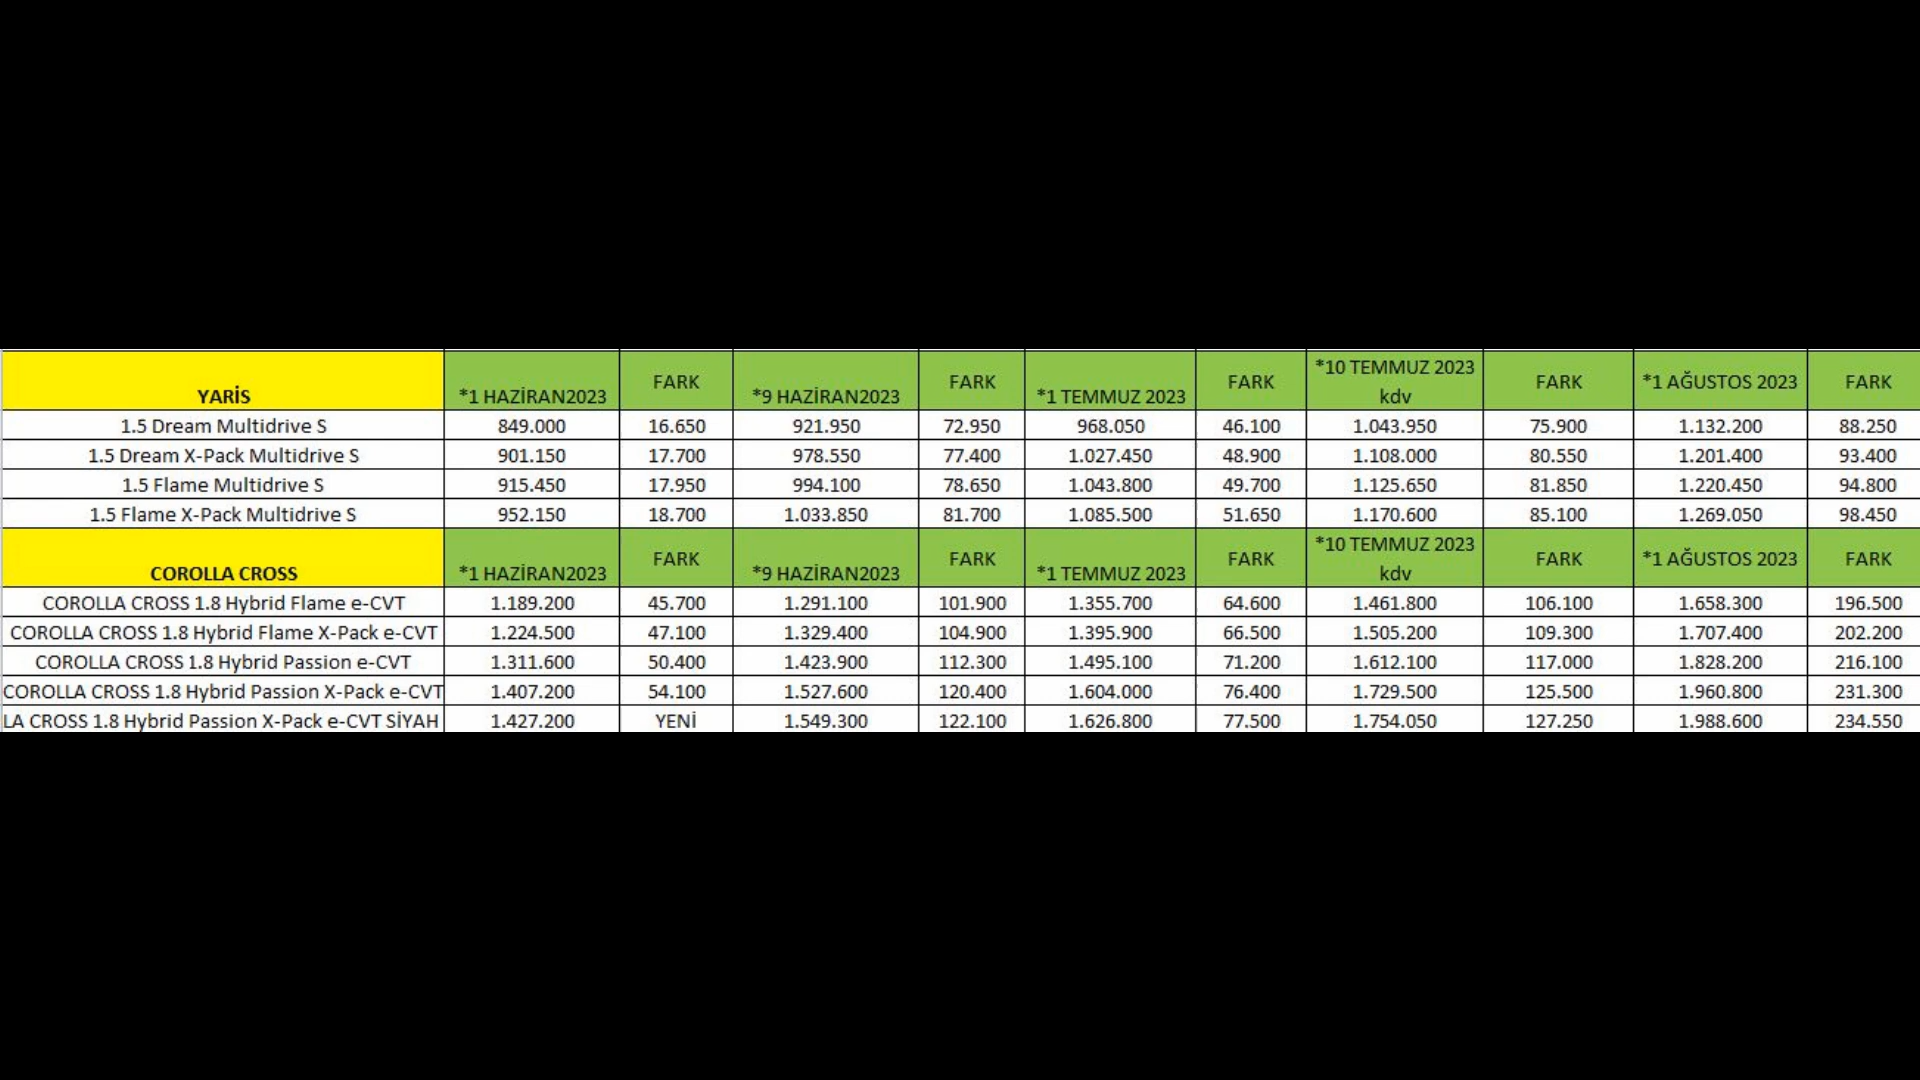 YARİS *1 HAZİRAN2023 FARK *9 HAZİRAN2023 FARK *1 TEMMUZ 2023 FARK *10 TEMMUZ 2023 kdv FARK *1 AĞUSTOS 2023 FARK
1.5 Dream Multidrive S 849.000 16.650 921.950 72.950 968.050 46.100 1.043.950 75.900 1.132.200 88.250
1.5 Dream X-Pack Multidrive S 901.150 17.700 978.550 77.400 1.027.450 48.900 1.108.000 80.550 1.201.400 93.400
1.5 Flame Multidrive S 915.450 17.950 994.100 78.650 1.043.800 49.700 1.125.650 81.850 1.220.450 94.800
1.5 Flame X-Pack Multidrive S 952.150 18.700 1.033.850 81.700 1.085.500 51.650 1.170.600 85.100 1.269.050 98.450
COROLLA CROSS *1 HAZİRAN2023 FARK *9 HAZİRAN2023 FARK *1 TEMMUZ 2023 FARK *10 TEMMUZ 2023 kdv FARK *1 AĞUSTOS 2023 FARK
COROLLA CROSS 1.8 Hybrid Flame e-CVT 1.189.200 45.700 1.291.100 101.900 1.355.700 64.600 1.461.800 106.100 1.658.300 196.500
COROLLA CROSS 1.8 Hybrid Flame X-Pack e-CVT 1.224.500 47.100 1.329.400 104.900 1.395.900 66.500 1.505.200 109.300 1.707.400 202.200
COROLLA CROSS 1.8 Hybrid Passion e-CVT 1.311.600 50.400 1.423.900 112.300 1.495.100 71.200 1.612.100 117.000 1.828.200 216.100
COROLLA CROSS 1.8 Hybrid Passion X-Pack e-CVT 1.407.200 54.100 1.527.600 120.400 1.604.000 76.400 1.729.500 125.500 1.960.800 231.300
LA CROSS 1.8 Hybrid Passion X-Pack e-CVT SİYAH 1.427.200 YENİ 1.549.300 122.100 1.626.800 77.500 1.754.050 127.250 1.988.600 234.550